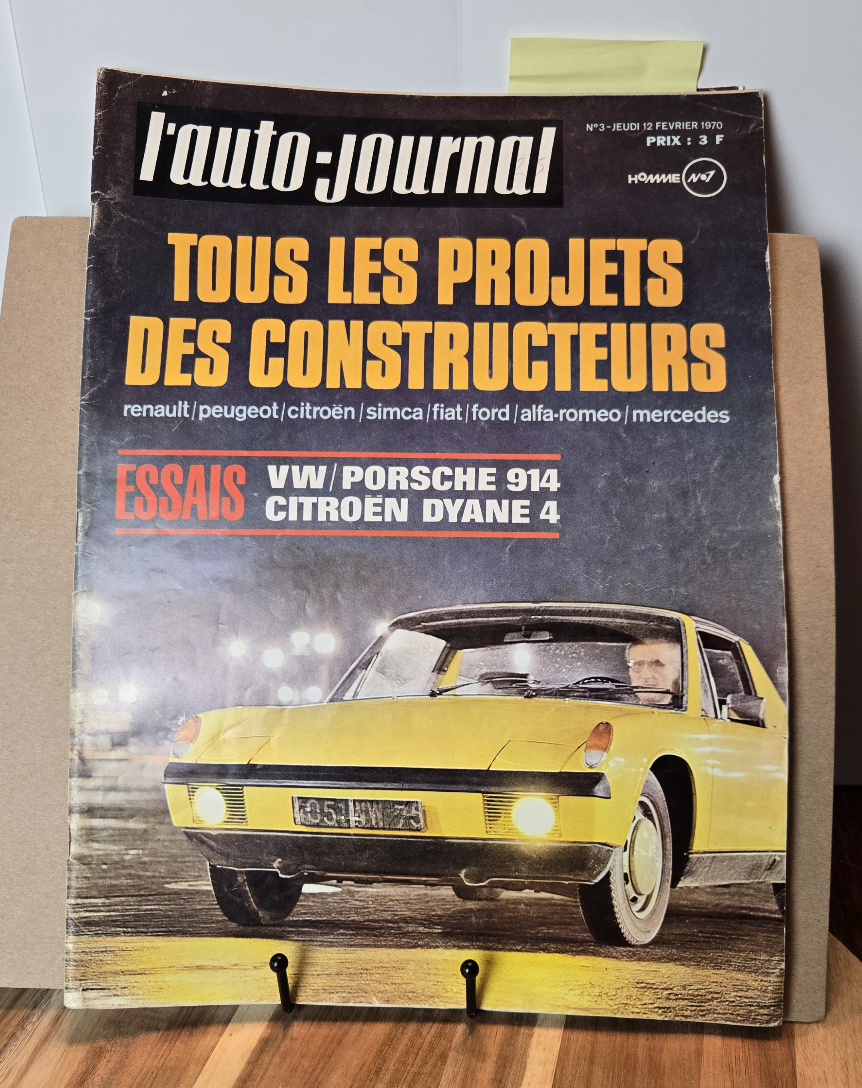 l'auto-journal
N°3-JEUDI 12 FEVRIER 1970
PRIX : 3 F
HOMME N°1
TOUS LES PROJETS
DES CONSTRUCTEURS
renault/peugeot/citroën/simca/fiat/ford/alfa-romeo/mercedes
ESSAIS
VW/PORSCHE 914
CITROËN DYANE 4